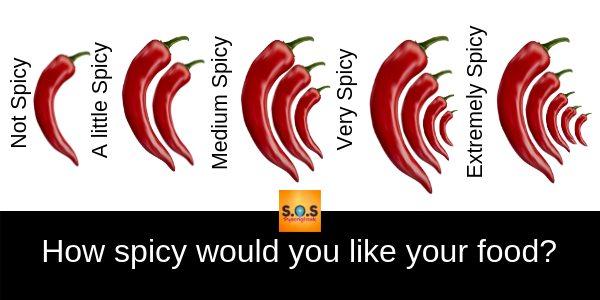 Not Spicy
A little Spicy
Medium Spicy
Very Spicy
Extremely Spicy
S.O.S
How spicy would you like your food?